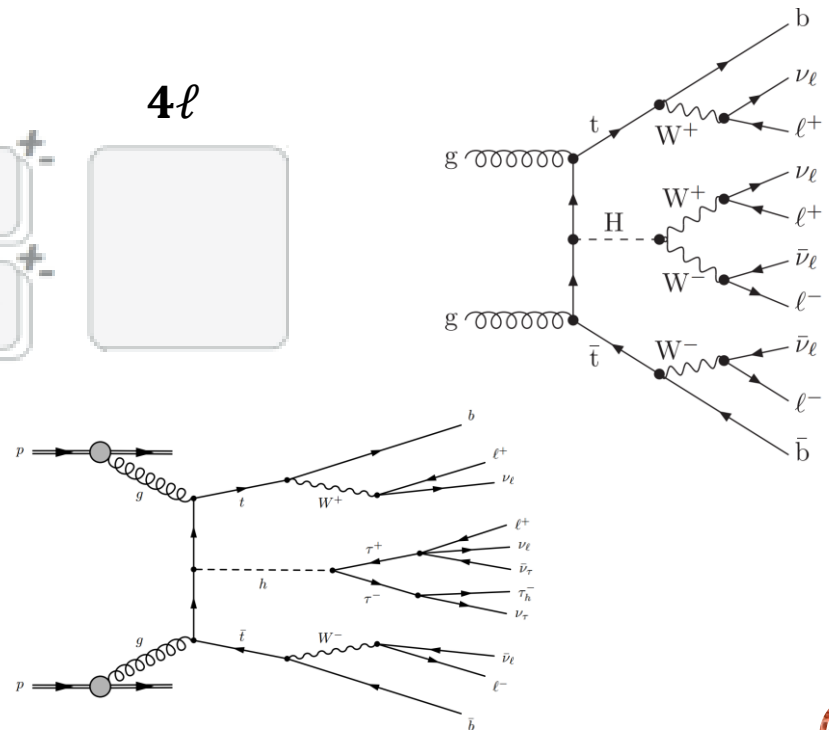 4ℓ
+
-
+
-
b
ν_ℓ
ℓ⁺
t
W⁺
g
ν_ℓ
W⁺
ℓ⁺
H
ν̄_ℓ
W⁻
ℓ⁻
g
ν̄_ℓ
W⁻
t̄
ℓ⁻
b̄
b
p
ℓ⁺
ν_ℓ
g
t
W⁺
ℓ⁺
τ⁺
ν_ℓ
ν̄_τ
h
τ_h⁻
τ⁻
ν_τ
g
t̄
W⁻
ν̄_ℓ
ℓ⁻
p
b̄